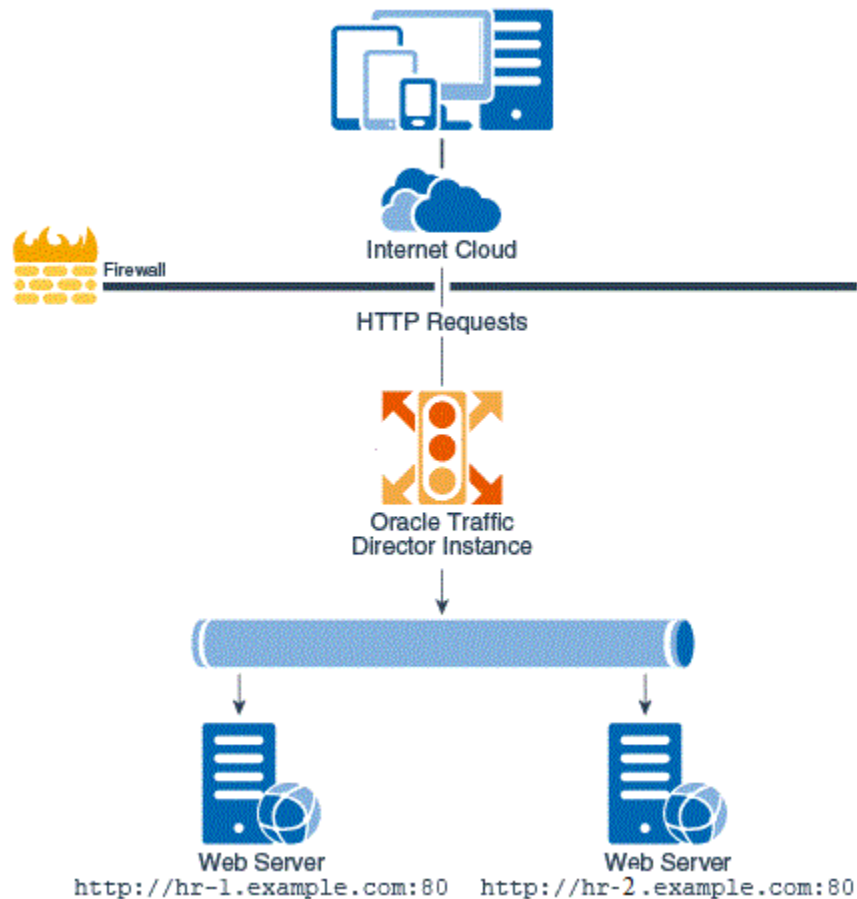 Internet Cloud
Firewall
HTTP Requests
Oracle Traffic
Director Instance
Web Server
http://hr-1.example.com:80
Web Server
http://hr-2.example.com:80